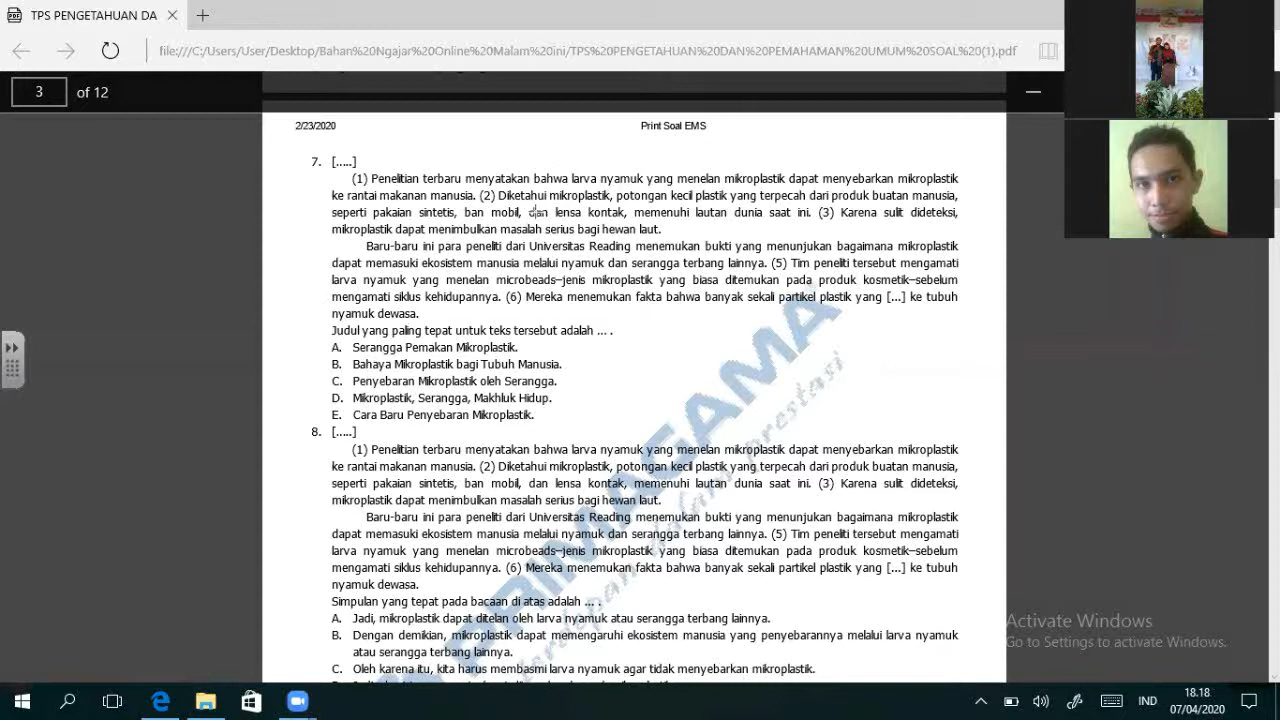 TPS PENGETAHUAN DA
file:///C:/Users/User/Desktop/Bahan%20Ngajar%20Online%20Malam%20ini/TPS%20PENGETAHUAN%20DAN%20PEMAHAMAN%20UMUM%20SOAL%20(1).pdf
3 of 12
2/23/2020 Print Soal EMS
7. [.....]
(1) Penelitian terbaru menyatakan bahwa larva nyamuk yang menelan mikroplastik dapat menyebarkan mikroplastik
ke rantai makanan manusia. (2) Diketahui mikroplastik, potongan kecil plastik yang terpecah dari produk buatan manusia,
seperti pakaian sintetis, ban mobil, dan lensa kontak, memenuhi lautan dunia saat ini. (3) Karena sulit dideteksi,
mikroplastik dapat menimbulkan masalah serius bagi hewan laut.
Baru-baru ini para peneliti dari Universitas Reading menemukan bukti yang menunjukan bagaimana mikroplastik
dapat memasuki ekosistem manusia melalui nyamuk dan serangga terbang lainnya. (5) Tim peneliti tersebut mengamati
larva nyamuk yang menelan microbeads–jenis mikroplastik yang biasa ditemukan pada produk kosmetik–sebelum
mengamati siklus kehidupannya. (6) Mereka menemukan fakta bahwa banyak sekali partikel plastik yang [...] ke tubuh
nyamuk dewasa.
Judul yang paling tepat untuk teks tersebut adalah ... .
A. Serangga Pemakan Mikroplastik.
B. Bahaya Mikroplastik bagi Tubuh Manusia.
C. Penyebaran Mikroplastik oleh Serangga.
D. Mikroplastik, Serangga, Makhluk Hidup.
E. Cara Baru Penyebaran Mikroplastik.
8. [.....]
(1) Penelitian terbaru menyatakan bahwa larva nyamuk yang menelan mikroplastik dapat menyebarkan mikroplastik
ke rantai makanan manusia. (2) Diketahui mikroplastik, potongan kecil plastik yang terpecah dari produk buatan manusia,
seperti pakaian sintetis, ban mobil, dan lensa kontak, memenuhi lautan dunia saat ini. (3) Karena sulit dideteksi,
mikroplastik dapat menimbulkan masalah serius bagi hewan laut.
Baru-baru ini para peneliti dari Universitas Reading menemukan bukti yang menunjukan bagaimana mikroplastik
dapat memasuki ekosistem manusia melalui nyamuk dan serangga terbang lainnya. (5) Tim peneliti tersebut mengamati
larva nyamuk yang menelan microbeads–jenis mikroplastik yang biasa ditemukan pada produk kosmetik–sebelum
mengamati siklus kehidupannya. (6) Mereka menemukan fakta bahwa banyak sekali partikel plastik yang [...] ke tubuh
nyamuk dewasa.
Simpulan yang tepat pada bacaan di atas adalah ... .
A. Jadi, mikroplastik dapat ditelan oleh larva nyamuk atau serangga terbang lainnya.
B. Dengan demikian, mikroplastik dapat memengaruhi ekosistem manusia yang penyebarannya melalui larva nyamuk
atau serangga terbang lainnya.
C. Oleh karena itu, kita harus membasmi larva nyamuk agar tidak menyebarkan mikroplastik.
PRIMAGAMA
terdepan dalam prestasi
Activate Windows
Go to Settings to activate Windows.
IND
18.18
07/04/2020